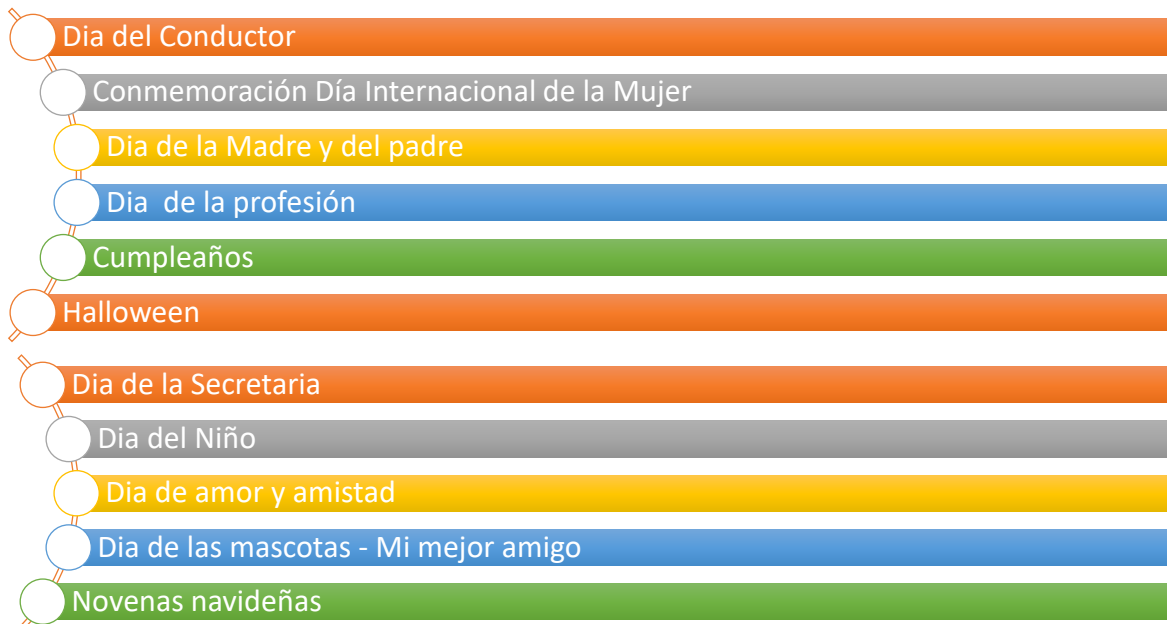 Dia del Conductor
Conmemoración Día Internacional de la Mujer
Dia de la Madre y del padre
Dia  de la profesión
Cumpleaños
Halloween
Dia de la Secretaria
Dia del Niño
Dia de amor y amistad
Dia de las mascotas - Mi mejor amigo
Novenas navideñas